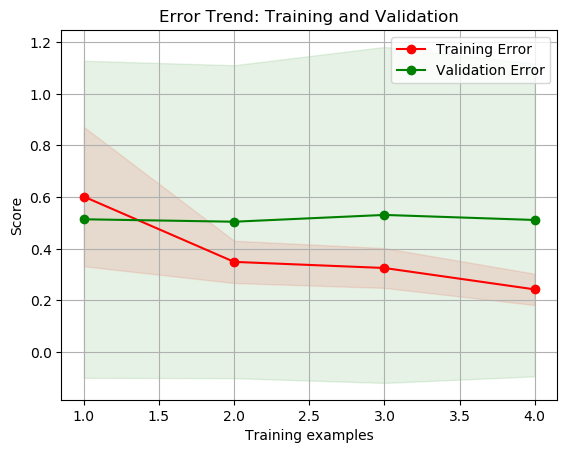 Error Trend: Training and Validation
Training Error
Validation Error
Score
1.2
1.0
0.8
0.6
0.4
0.2
0.0
1.0 1.5 2.0 2.5 3.0 3.5 4.0
Training examples